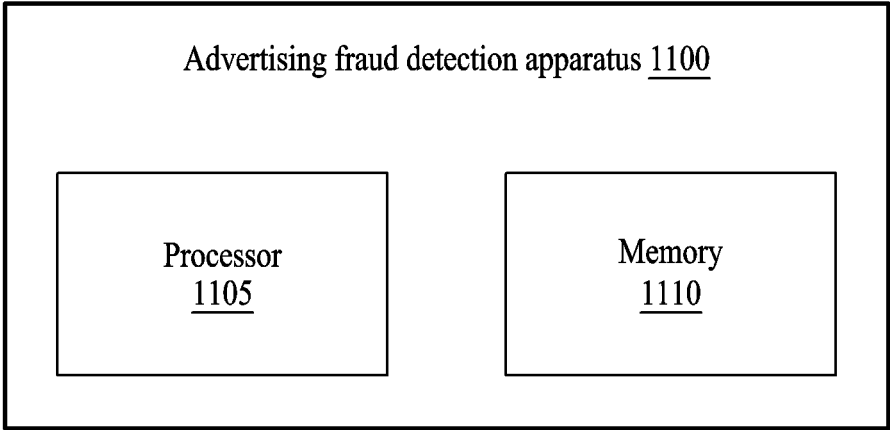 Advertising fraud detection apparatus 1100
Processor
1105
Memory
1110